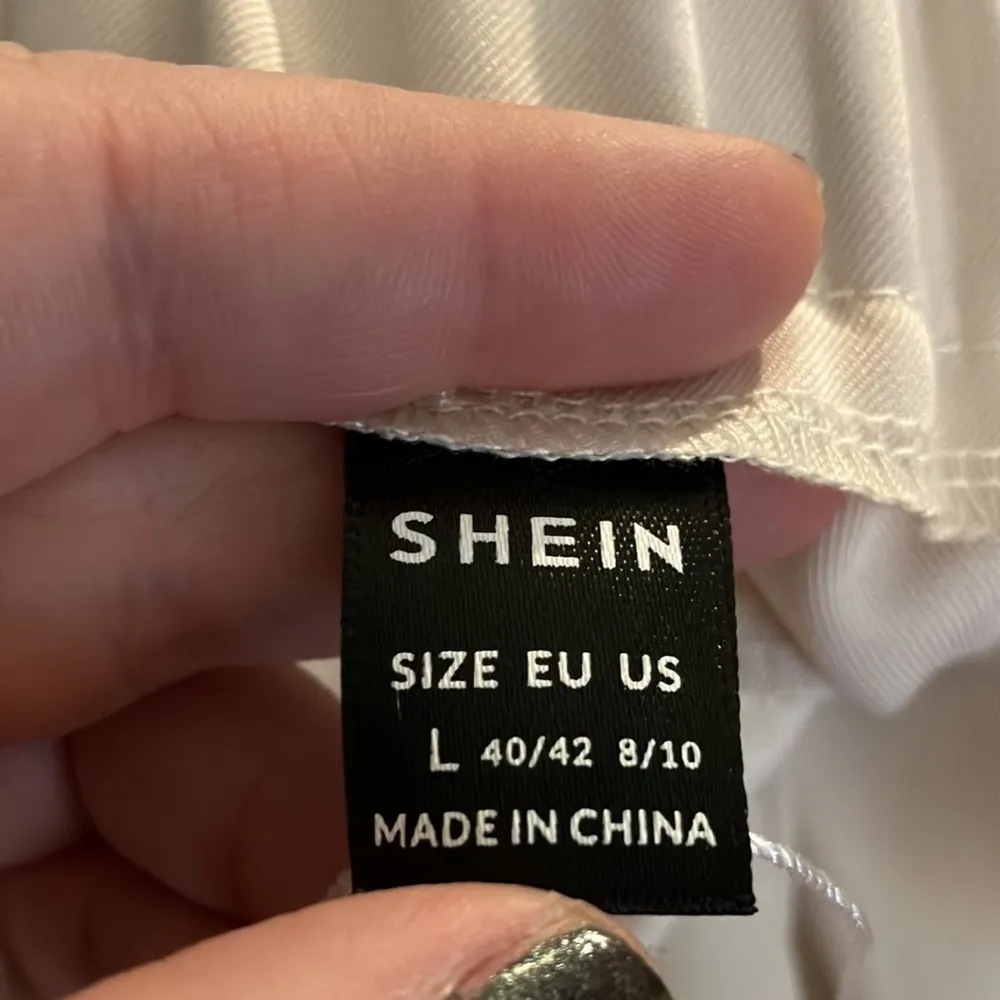 SHEIN
SIZE EU US
L 40/42 8/10
MADE IN CHINA